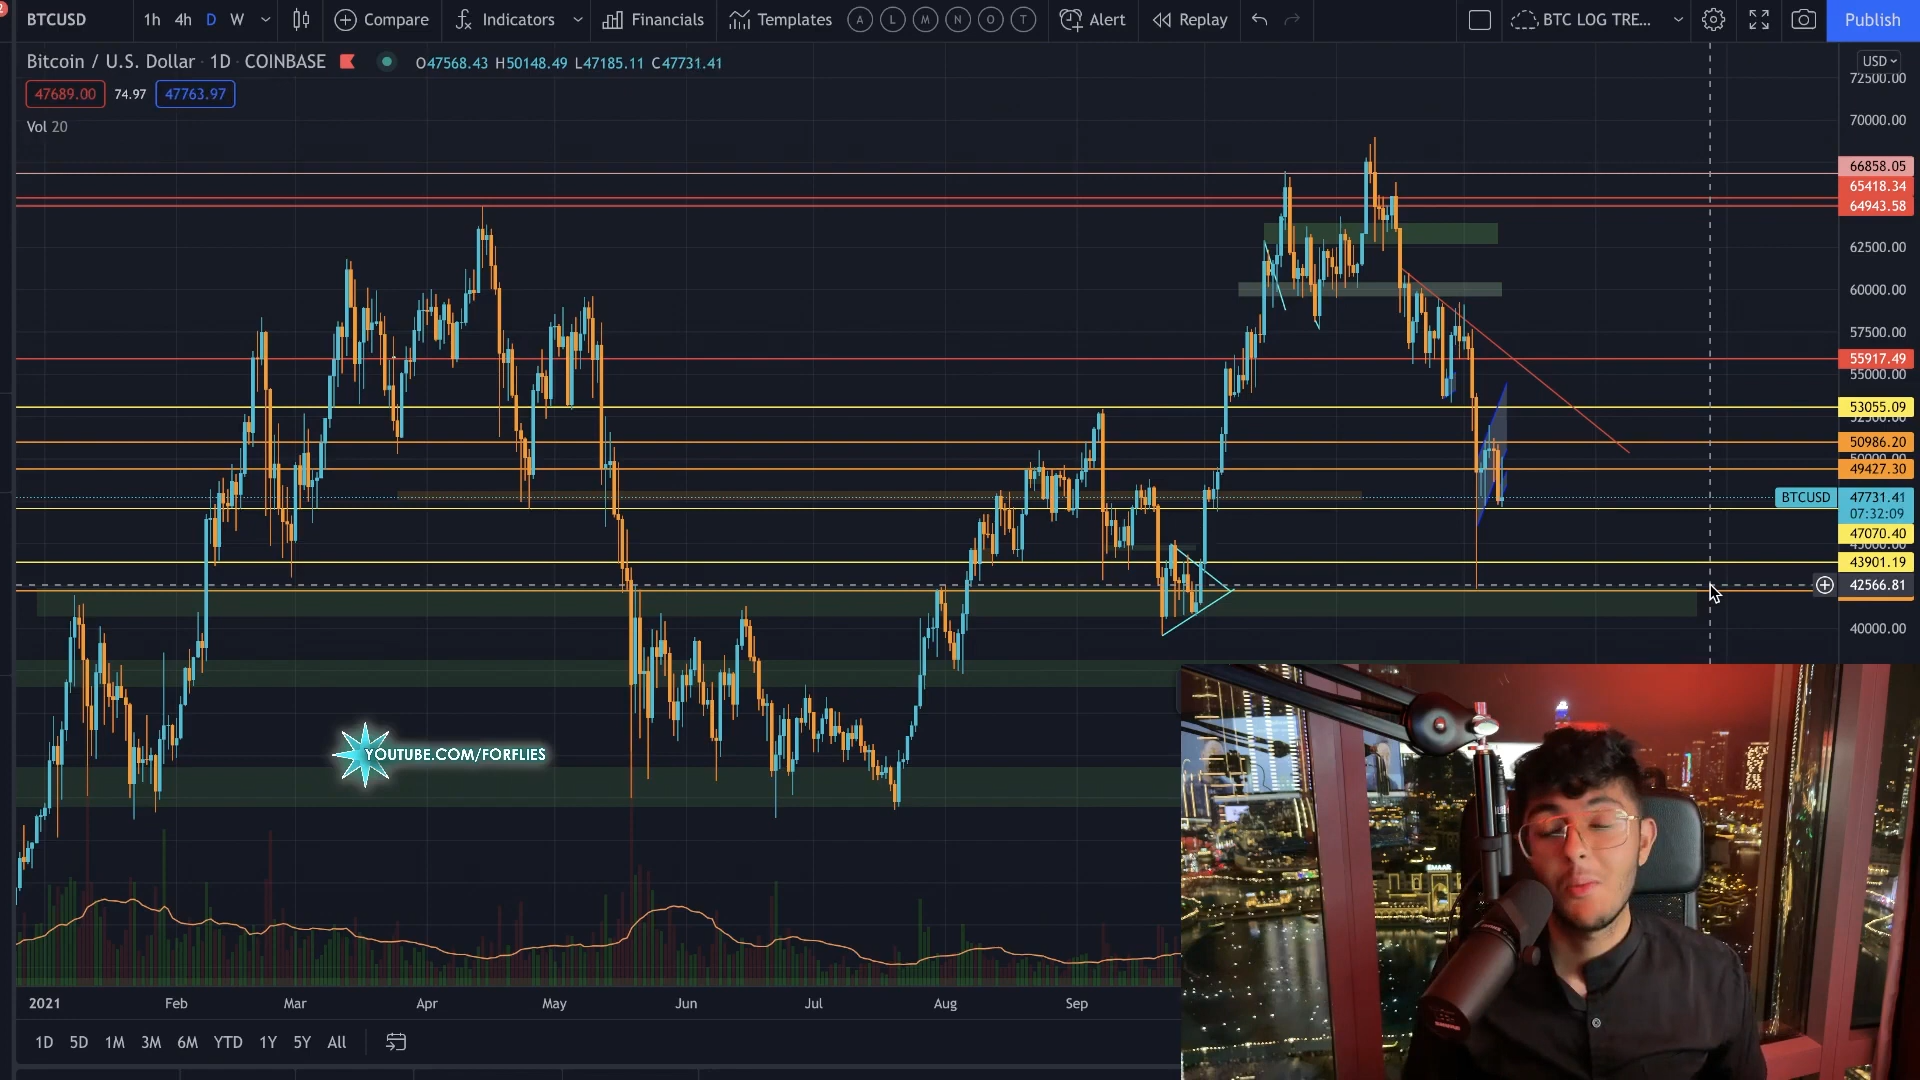 BTCUSD 1h 4h D W Compare Indicators Financials Templates A L M N O T Alert Replay BTC LOG TRE... Publish
Bitcoin / U.S. Dollar · 1D · COINBASE O47568.43 H50148.49 L47185.11 C47731.41
USD
47689.00 74.97 47763.97
Vol 20
72500.00
70000.00
66858.05
65418.34
64943.58
62500.00
60000.00
57500.00
55917.49
55000.00
53055.09
50986.20
49427.30
BTCUSD 47731.41
07:32:09
47070.40
43901.19
42566.81
40000.00
YOUTUBE.COM/FORFLIES
EMAAR
2021 Feb Mar Apr May Jun Jul Aug Sep
1D 5D 1M 3M 6M YTD 1Y 5Y All